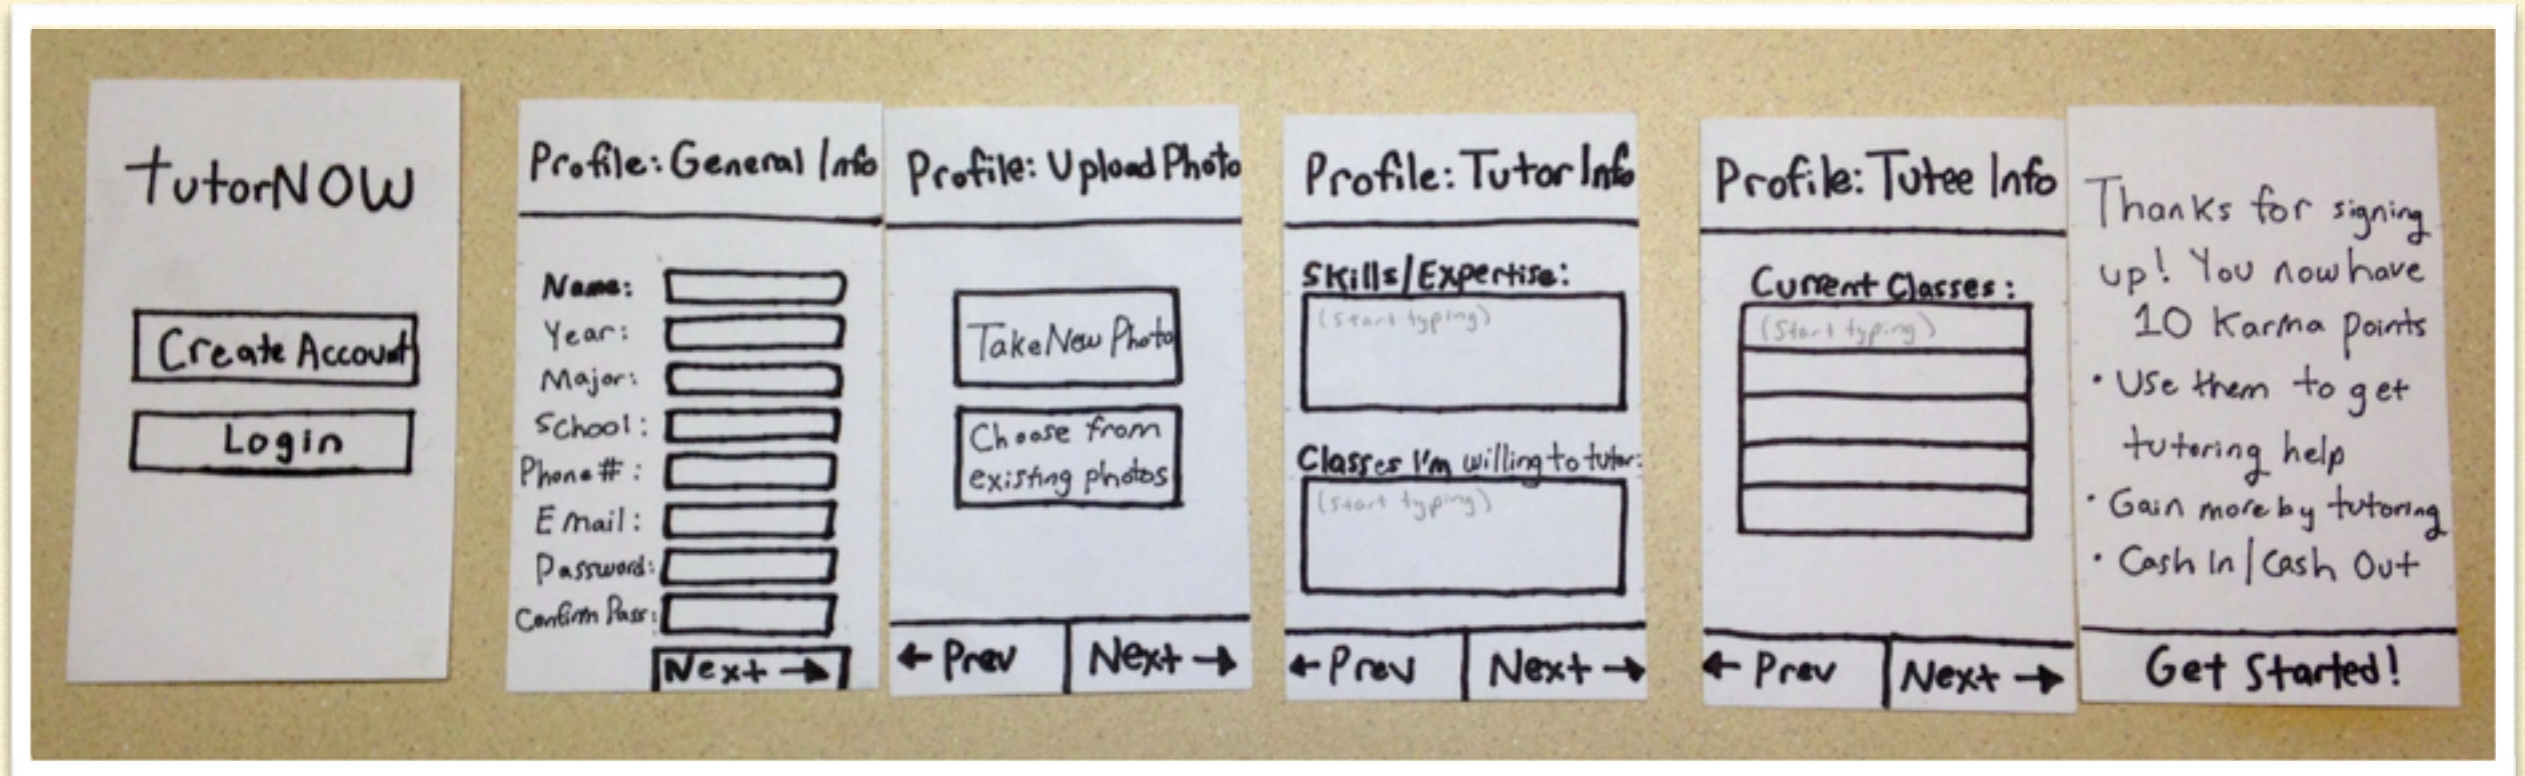 tutorNOW
Create Account
Login
Profile: General Info
Name:
Year:
Major:
School:
Phone #:
Email:
Password:
Confirm Pass:
Next →
Profile: Upload Photo
Take New Photo
Choose from
existing photos
← Prev
Next →
Profile: Tutor Info
Skills/Expertise:
(start typing)
Classes I'm willing to tutor:
(start typing)
← Prev
Next →
Profile: Tutee Info
Current Classes:
(Start typing)
← Prev
Next →
Thanks for signing
up! You now have
10 Karma points
• Use them to get
tutoring help
• Gain more by tutoring
• Cash In/Cash Out
Get Started!